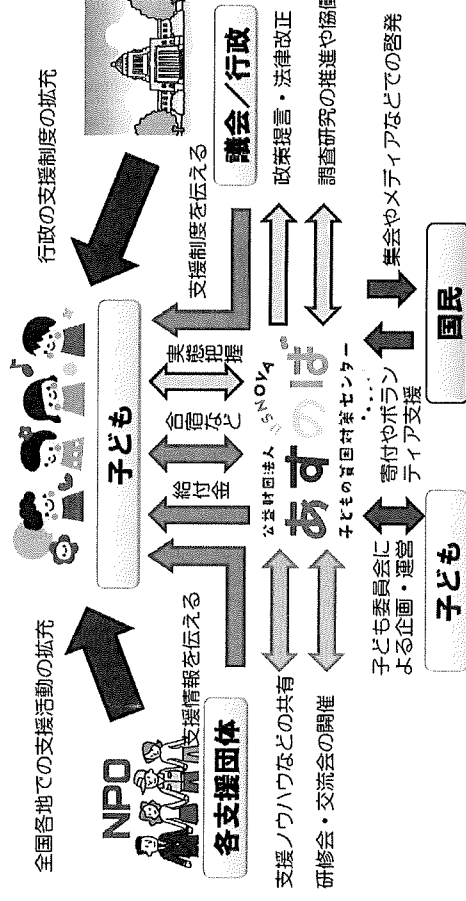 全国各地での支援活動の拡充
行政の支援制度の拡充
NPO
子ども
各支援団体
議会/行政
支援情報を伝える
給付金
合宿など
実態把握
支援制度を伝える
支援ノウハウなどの共有
研修会・交流会の開催
公益財団法人
USNOVA
あすのば
子どもの貧困対策センター
政策提言・法律改正
調査研究の推進や協働
子ども委員会に
よる企画・運営
寄付やボラン
ティア支援
集会やメディアなどでの啓発
子ども
国民